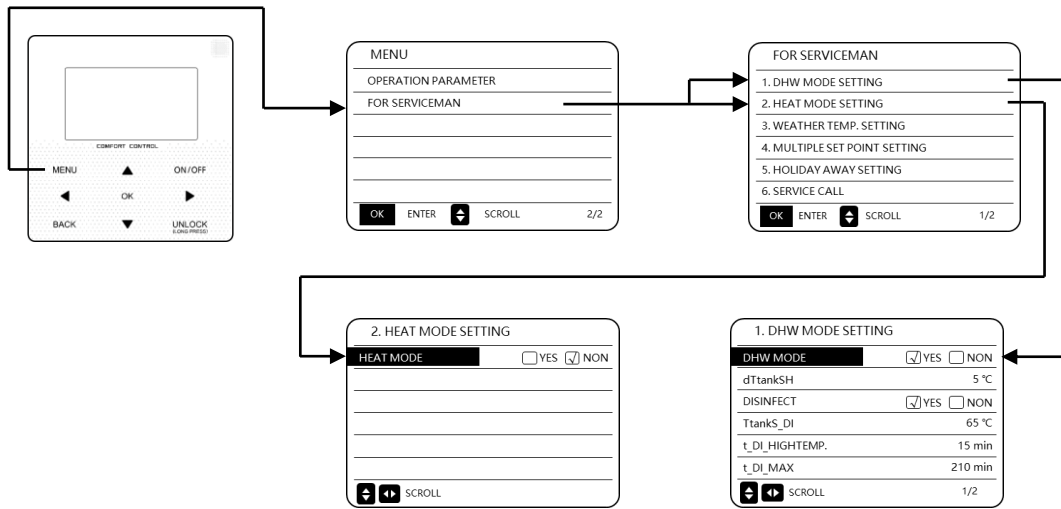 COMFORT CONTROL
MENU ON/OFF
OK
BACK UNLOCK
(LONG PRESS)
MENU
OPERATION PARAMETER
FOR SERVICEMAN
OK ENTER SCROLL 2/2
FOR SERVICEMAN
1. DHW MODE SETTING
2. HEAT MODE SETTING
3. WEATHER TEMP. SETTING
4. MULTIPLE SET POINT SETTING
5. HOLIDAY AWAY SETTING
6. SERVICE CALL
OK ENTER SCROLL 1/2
2. HEAT MODE SETTING
HEAT MODE YES NON
SCROLL
1. DHW MODE SETTING
DHW MODE YES NON
dTtankSH 5 ℃
DISINFECT YES NON
TtankS_DI 65 ℃
t_DI_HIGHTEMP. 15 min
t_DI_MAX 210 min
SCROLL 1/2